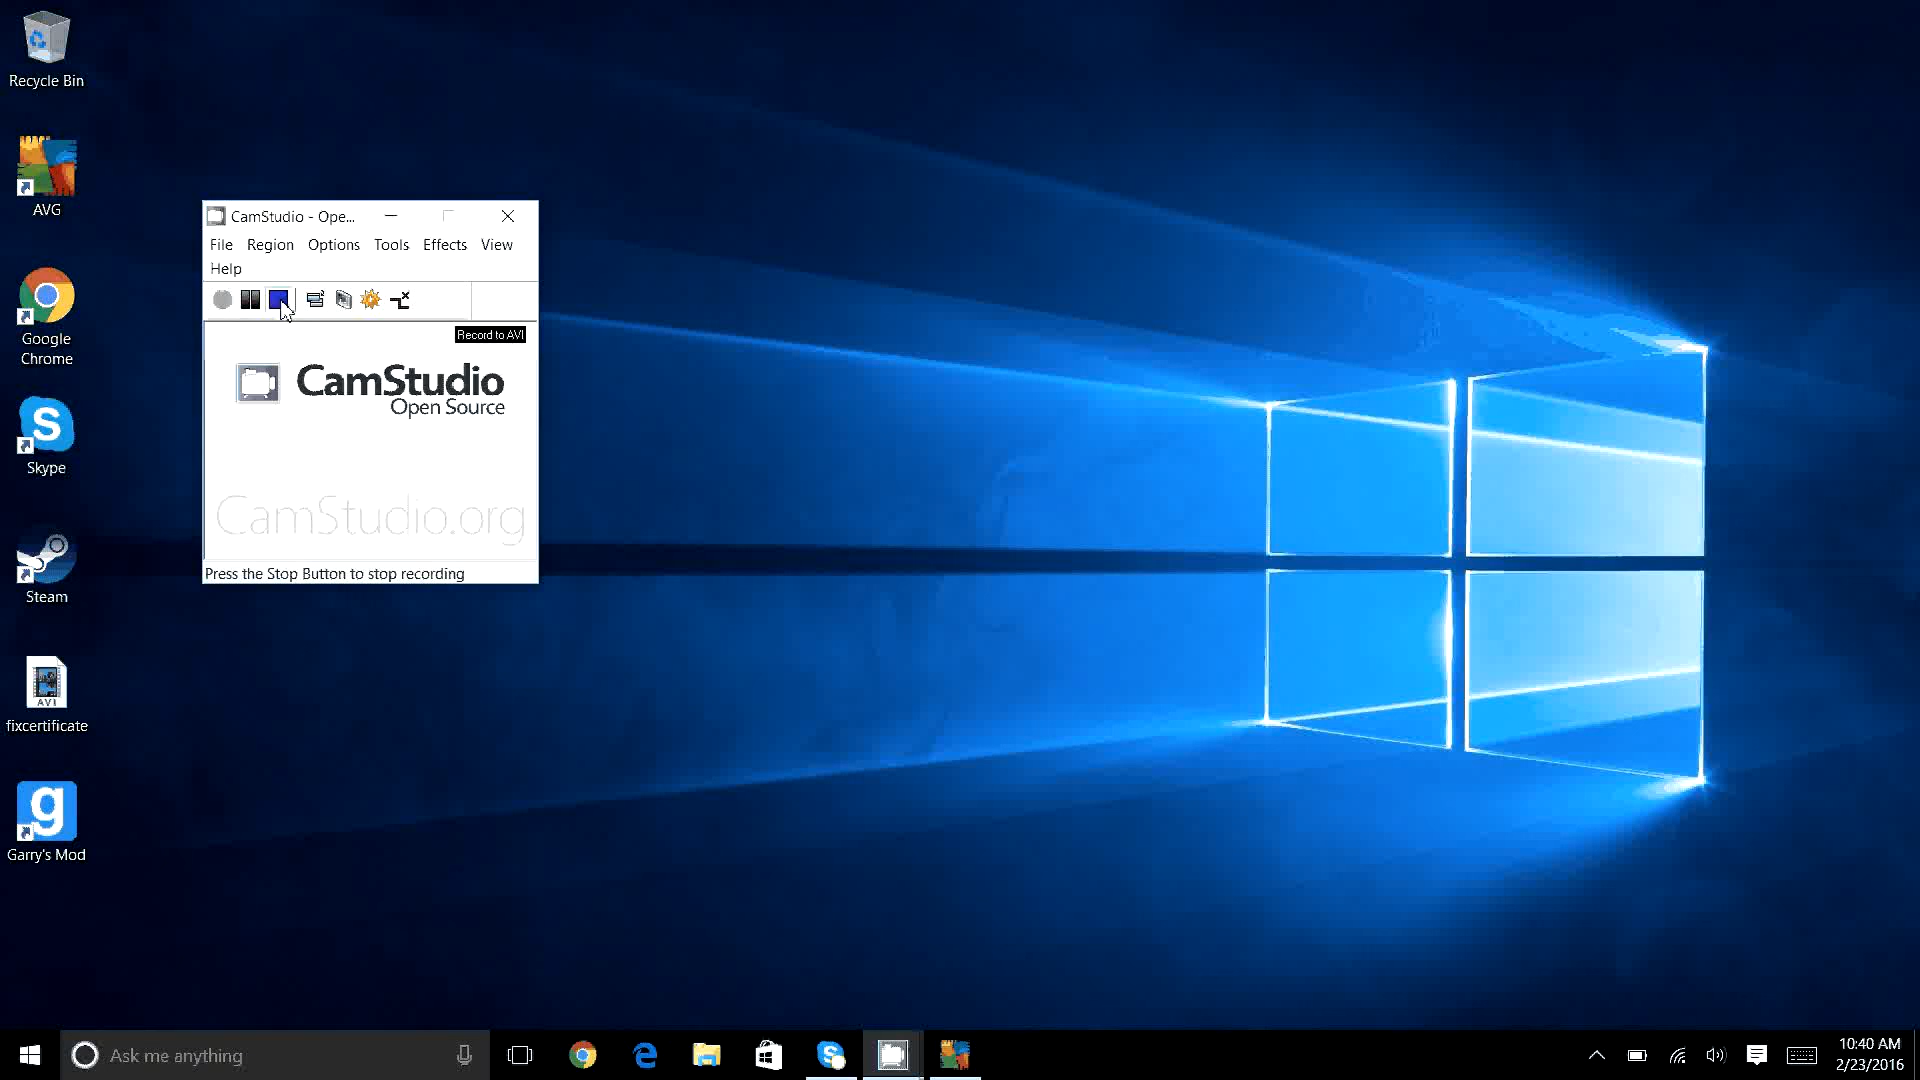 Recycle Bin
AVG
Google
Chrome
Skype
Steam
AVI
fixcertificate
g
Garry's Mod
CamStudio - Ope...
File Region Options Tools Effects View
Help
Record to AVI
CamStudio
Open Source
CamStudio.org
Press the Stop Button to stop recording
Ask me anything
10:40 AM
2/23/2016